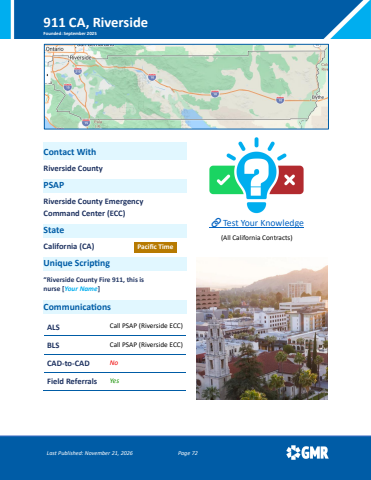 911 CA, Riverside
Founded: September 2025
Ontario
Riverside
Contact With
Riverside County
PSAP
Riverside County Emergency
Command Center (ECC)
State
California (CA) Pacific Time
Unique Scripting
"Riverside County Fire 911, this is
nurse [Your Name]
Communications
ALS Call PSAP (Riverside ECC)
BLS Call PSAP (Riverside ECC)
CAD-to-CAD No
Field Referrals Yes
?
Test Your Knowledge
(All California Contracts)
Last Published: November 21, 2026 Page 72
GMR